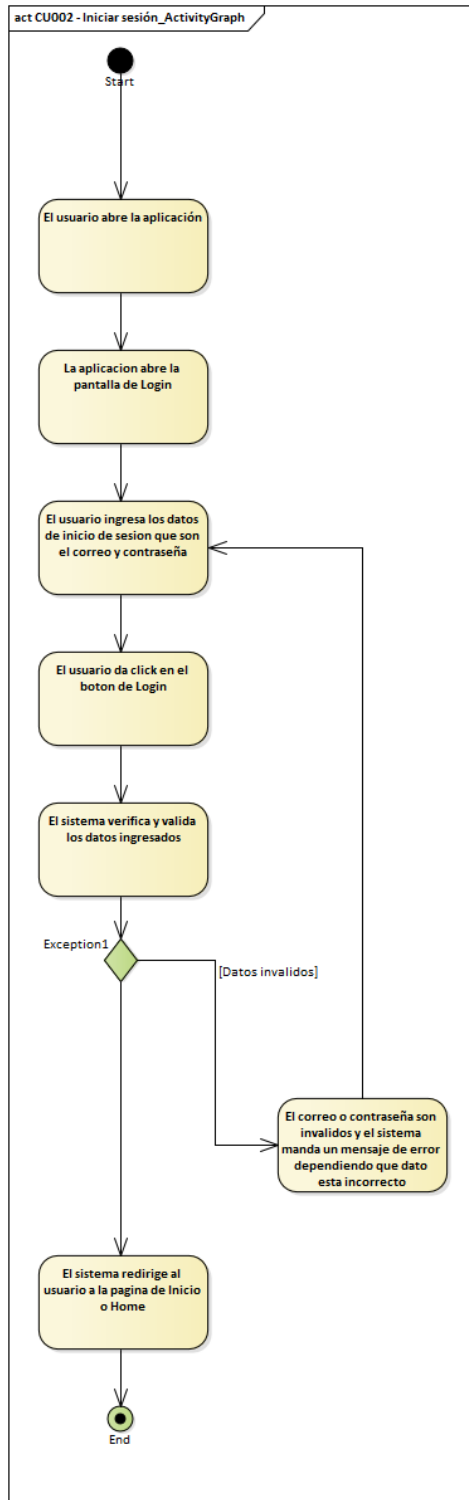 act CU002 - Iniciar sesión_ActivityGraph
Start
El usuario abre la aplicación
La aplicacion abre la
pantalla de Login
El usuario ingresa los datos
de inicio de sesion que son
el correo y contraseña
El usuario da click en el
boton de Login
El sistema verifica y valida
los datos ingresados
Exception1
[Datos invalidos]
El correo o contraseña son
invalidos y el sistema
manda un mensaje de error
dependiendo que dato
esta incorrecto
El sistema redirige al
usuario a la pagina de Inicio
o Home
End